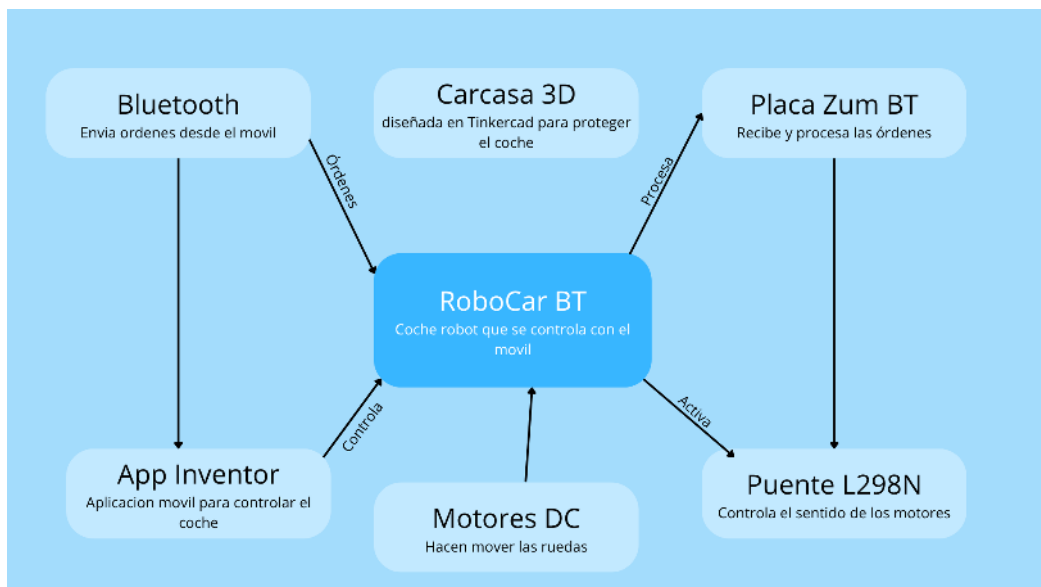 Bluetooth
Envia ordenes desde el movil
Carcasa 3D
diseñada en Tinkercad para proteger
el coche
Placa Zum BT
Recibe y procesa las órdenes
Órdenes
Procesa
RoboCar BT
Coche robot que se controla con el
movil
Controla
Activa
App Inventor
Aplicacion movil para controlar el
coche
Motores DC
Hacen mover las ruedas
Puente L298N
Controla el sentido de los motores